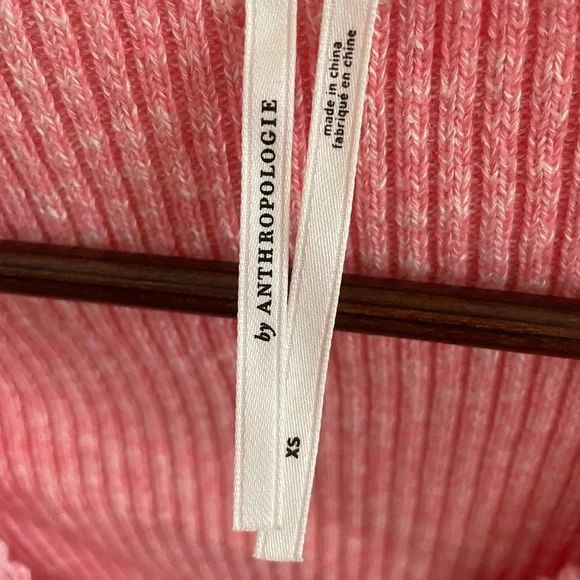 by ANTHROPOLOGIE
made in china
fabriqué en chine
XS